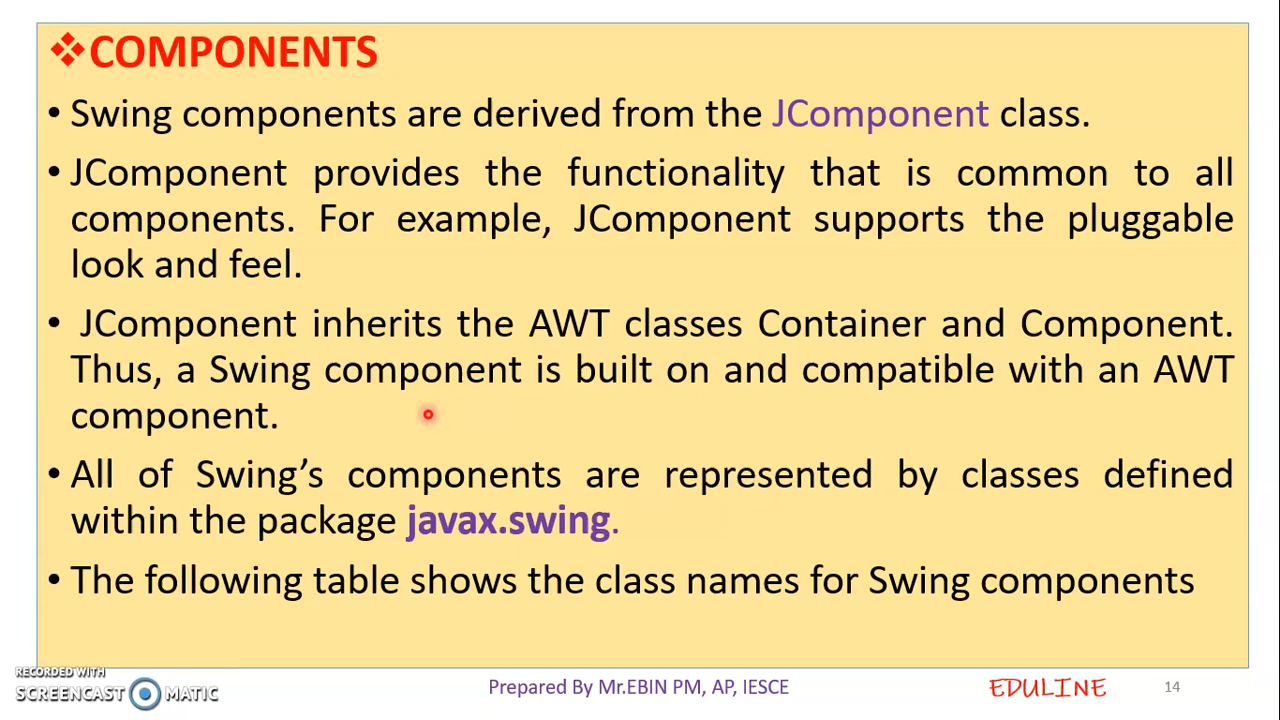 ❖COMPONENTS
• Swing components are derived from the JComponent class.
• JComponent provides the functionality that is common to all
components. For example, JComponent supports the pluggable
look and feel.
• JComponent inherits the AWT classes Container and Component.
Thus, a Swing component is built on and compatible with an AWT
component.
• All of Swing’s components are represented by classes defined
within the package javax.swing.
• The following table shows the class names for Swing components
RECORDED WITH
SCREENCAST MATIC
Prepared By Mr.EBIN PM, AP, IESCE
EDULINE
14